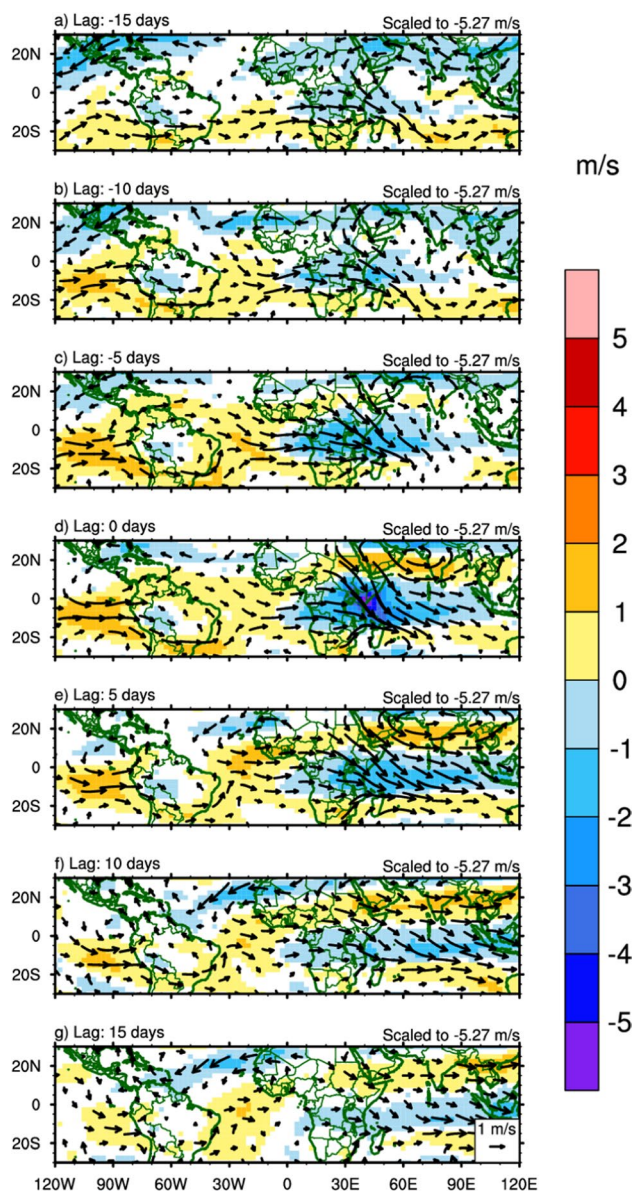 a) Lag: -15 days Scaled to -5.27 m/s
20N
0
20S
b) Lag: -10 days Scaled to -5.27 m/s
20N
0
20S
c) Lag: -5 days Scaled to -5.27 m/s
20N
0
20S
d) Lag: 0 days Scaled to -5.27 m/s
20N
0
20S
e) Lag: 5 days Scaled to -5.27 m/s
20N
0
20S
f) Lag: 10 days Scaled to -5.27 m/s
20N
0
20S
g) Lag: 15 days Scaled to -5.27 m/s
20N
0
20S
1 m/s
120W 90W 60W 30W 0 30E 60E 90E 120E
m/s
5
4
3
2
1
0
-1
-2
-3
-4
-5